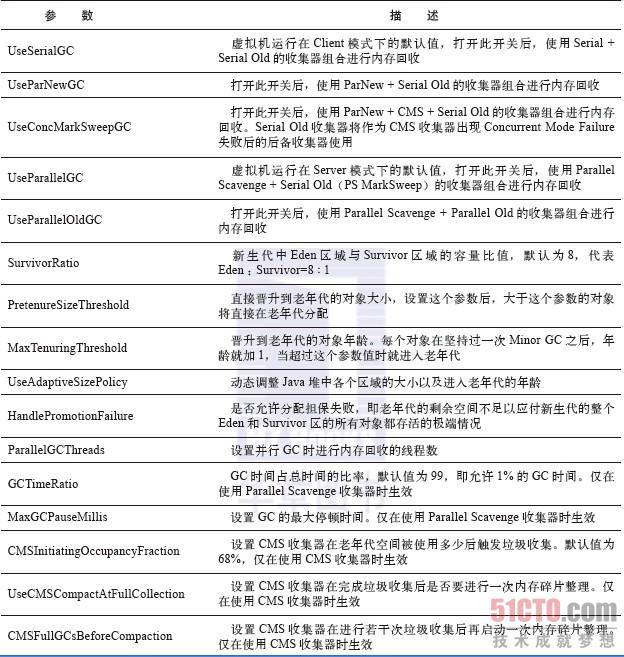 参 数 描 述
UseSerialGC
虚拟机运行在 Client 模式下的默认值，打开此开关后，使用 Serial +
Serial Old 的收集器组合进行内存回收
UseParNewGC
打开此开关后，使用 ParNew + Serial Old 的收集器组合进行内存回收
UseConcMarkSweepGC
打开此开关后，使用 ParNew + CMS + Serial Old 的收集器组合进行内存
回收。Serial Old 收集器将作为 CMS 收集器出现 Concurrent Mode Failure
失败后的后备收集器使用
UseParallelGC
虚拟机运行在 Server 模式下的默认值，打开此开关后，使用 Parallel
Scavenge + Serial Old（PS MarkSweep）的收集器组合进行内存回收
UseParallelOldGC
打开此开关后，使用 Parallel Scavenge + Parallel Old 的收集器组合进行
内存回收
SurvivorRatio
新生代中 Eden 区域与 Survivor 区域的容量比值，默认为 8，代表
Eden：Survivor=8∶1
PretenureSizeThreshold
直接晋升到老年代的对象大小，设置这个参数后，大于这个参数的对象
将直接在老年代分配
MaxTenuringThreshold
晋升到老年代的对象年龄。每个对象在坚持过一次 Minor GC 之后，年
龄就加 1，当超过这个参数值时就进入老年代
UseAdaptiveSizePolicy
动态调整 Java 堆中各个区域的大小以及进入老年代的年龄
HandlePromotionFailure
是否允许分配担保失败，即老年代的剩余空间不足以应付新生代的整个
Eden 和 Survivor 区的所有对象都存活的极端情况
ParallelGCThreads
设置并行 GC 时进行内存回收的线程数
GCTimeRatio
GC 时间占总时间的比率，默认值为 99，即允许 1% 的 GC 时间。仅在
使用 Parallel Scavenge 收集器时生效
MaxGCPauseMillis
设置 GC 的最大停顿时间。仅在使用 Parallel Scavenge 收集器时生效
CMSInitiatingOccupancyFraction
设置 CMS 收集器在老年代空间被使用多少后触发垃圾收集。默认值为
68%，仅在使用 CMS 收集器时生效
UseCMSCompactAtFullCollection
设置 CMS 收集器在完成垃圾收集后是否要进行一次内存碎片整理。仅
在使用 CMS 收集器时生效
CMSFullGCsBeforeCompaction
设置 CMS 收集器在进行若干次垃圾收集后再启动一次内存碎片整理。
仅在使用 CMS 收集器时生效
51CTO.com
技术成就梦想